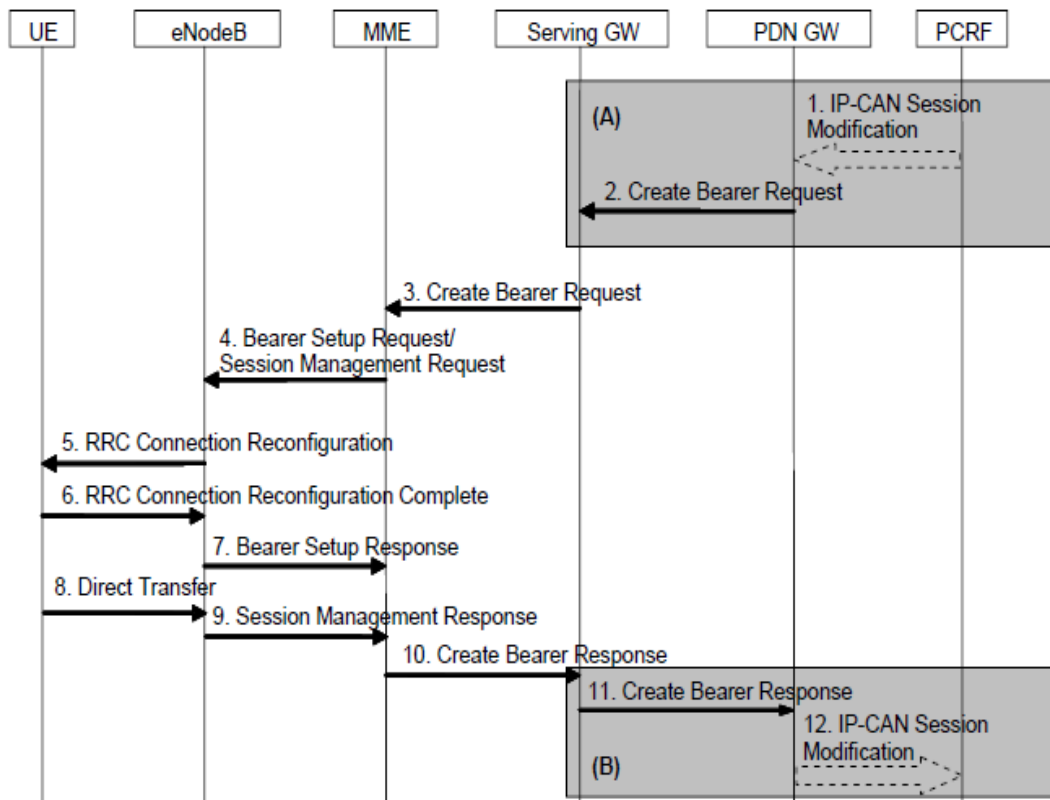 UE eNodeB MME Serving GW PDN GW PCRF
(A)
1. IP-CAN Session
Modification
2. Create Bearer Request
3. Create Bearer Request
4. Bearer Setup Request/
Session Management Request
5. RRC Connection Reconfiguration
6. RRC Connection Reconfiguration Complete
7. Bearer Setup Response
8. Direct Transfer
9. Session Management Response
10. Create Bearer Response
11. Create Bearer Response
12. IP-CAN Session
Modification
(B)